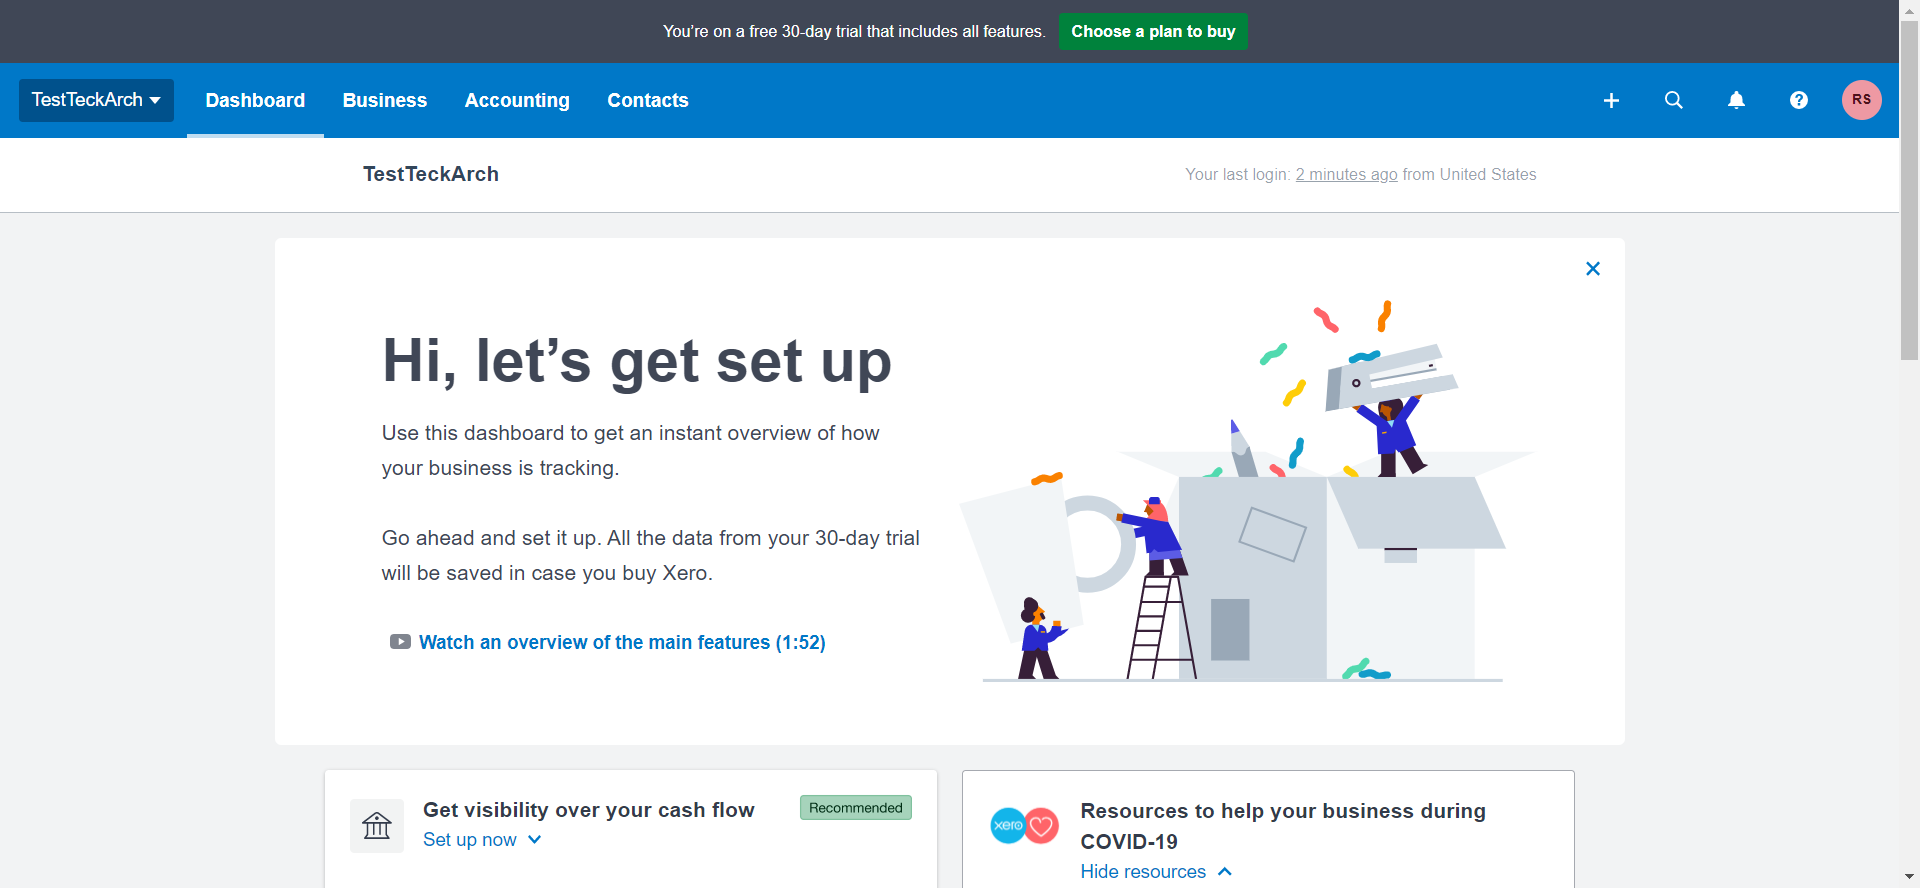 You’re on a free 30-day trial that includes all features. Choose a plan to buy
TestTeckArch Dashboard Business Accounting Contacts RS
TestTeckArch Your last login: 2 minutes ago from United States
Hi, let’s get set up
Use this dashboard to get an instant overview of how
your business is tracking.
Go ahead and set it up. All the data from your 30-day trial
will be saved in case you buy Xero.
Watch an overview of the main features (1:52)
Get visibility over your cash flow Recommended
Set up now
xero Resources to help your business during
COVID-19
Hide resources